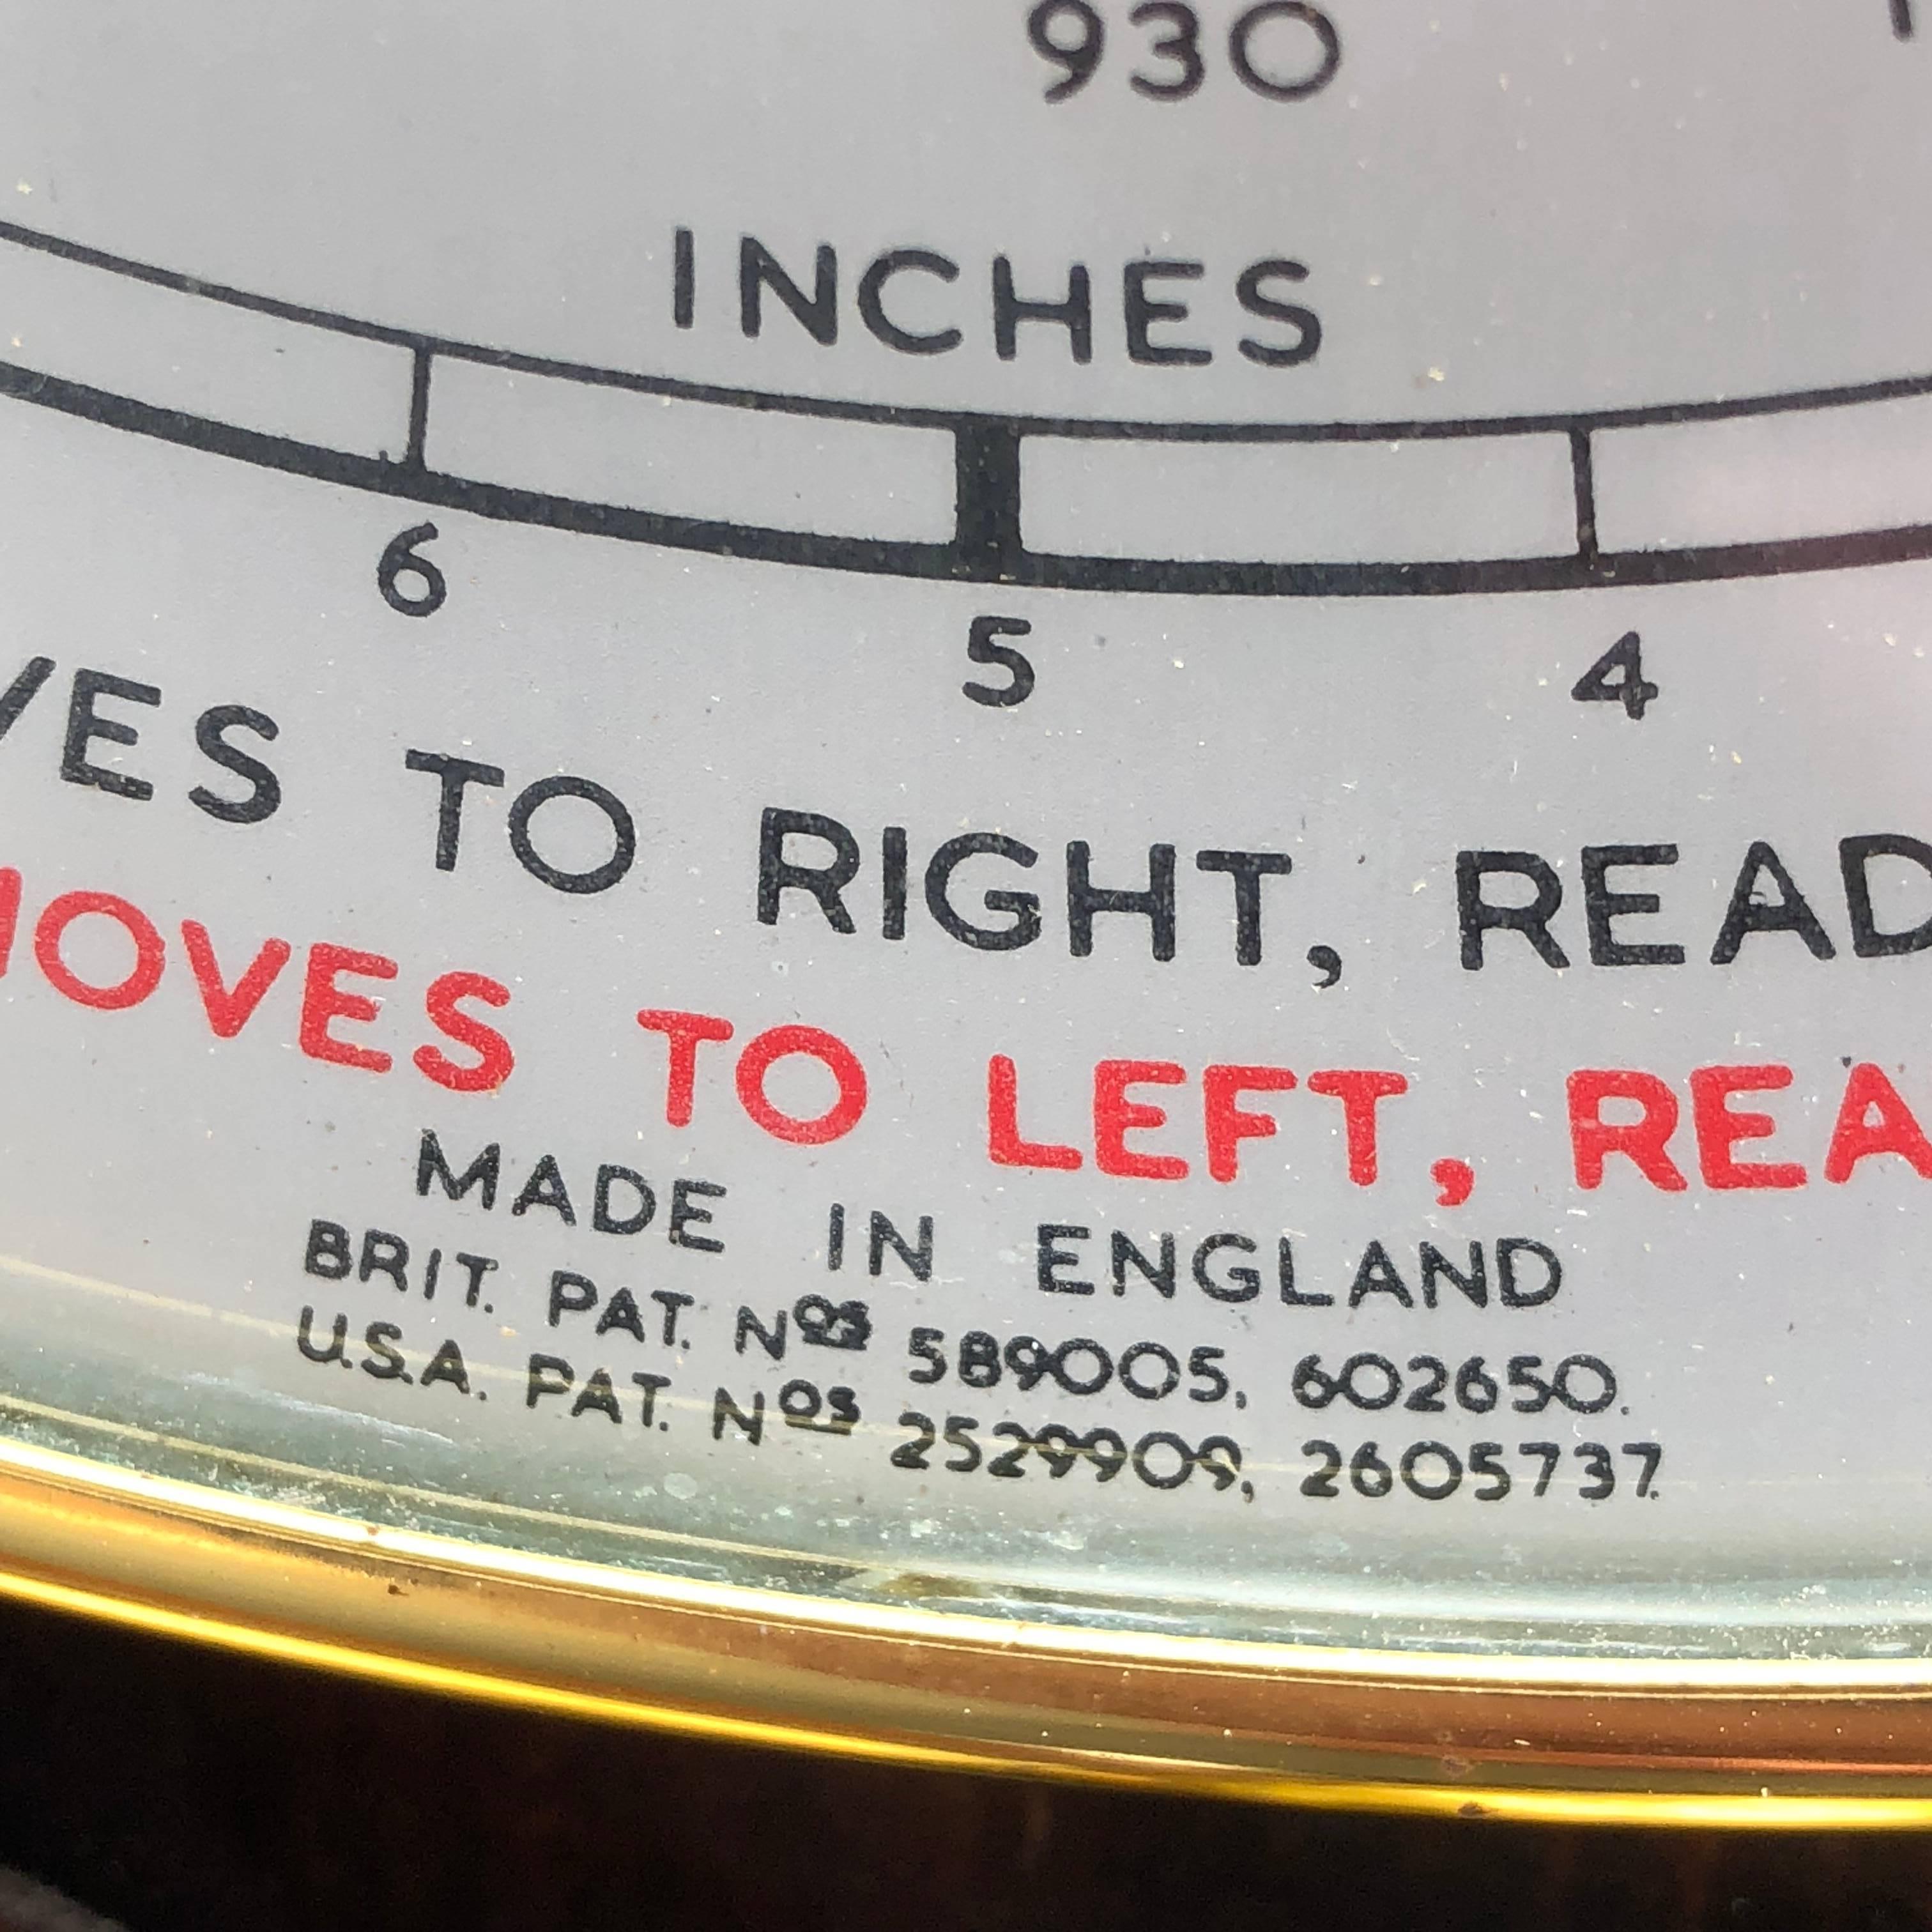 930
INCHES
6 5 4
VES TO RIGHT, READ
MOVES TO LEFT, REA
MADE IN ENGLAND
BRIT. PAT. Nos 589005, 602650.
U.S.A. PAT. Nos 2529909, 2605737.